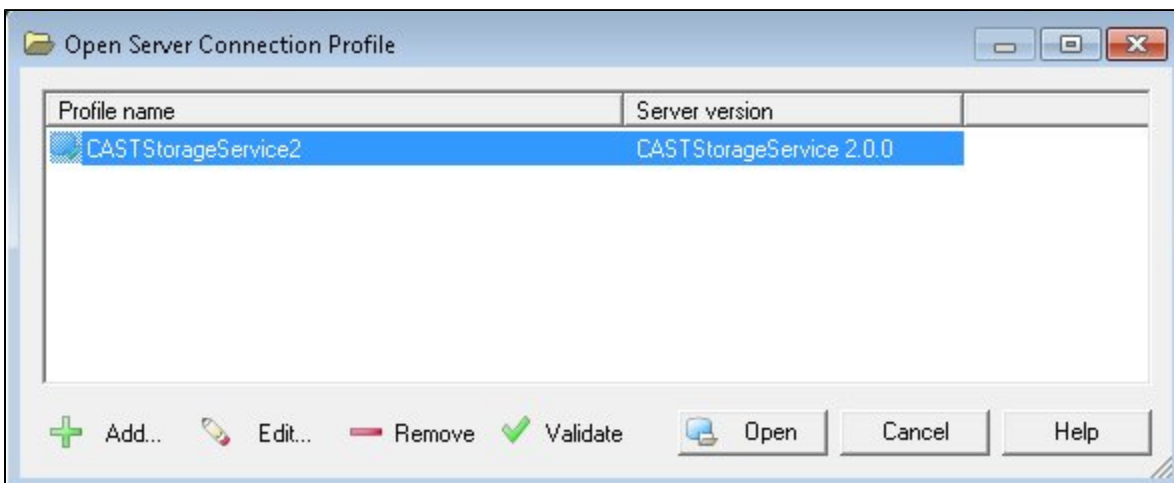 Open Server Connection Profile
Profile name Server version
CASTStorageService2 CASTStorageService 2.0.0
Add... Edit... Remove Validate Open Cancel Help